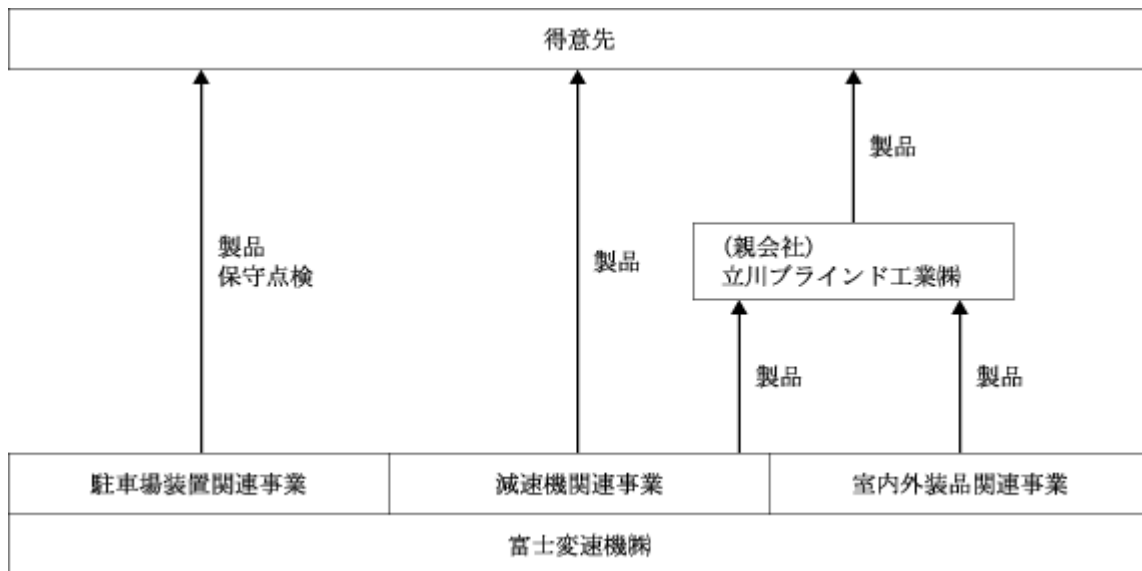 得意先
製品
製品
保守点検
製品
(親会社)
立川ブラインド工業㈱
製品
製品
駐車場装置関連事業
減速機関連事業
室内外装品関連事業
富士変速機㈱